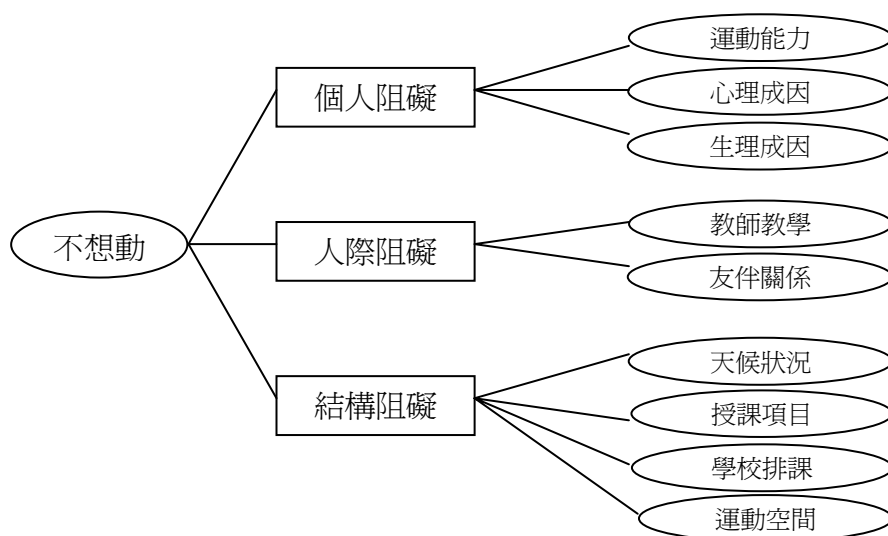 不想動
個人阻礙
運動能力
心理成因
生理成因
人際阻礙
教師教學
友伴關係
結構阻礙
天候狀況
授課項目
學校排課
運動空間